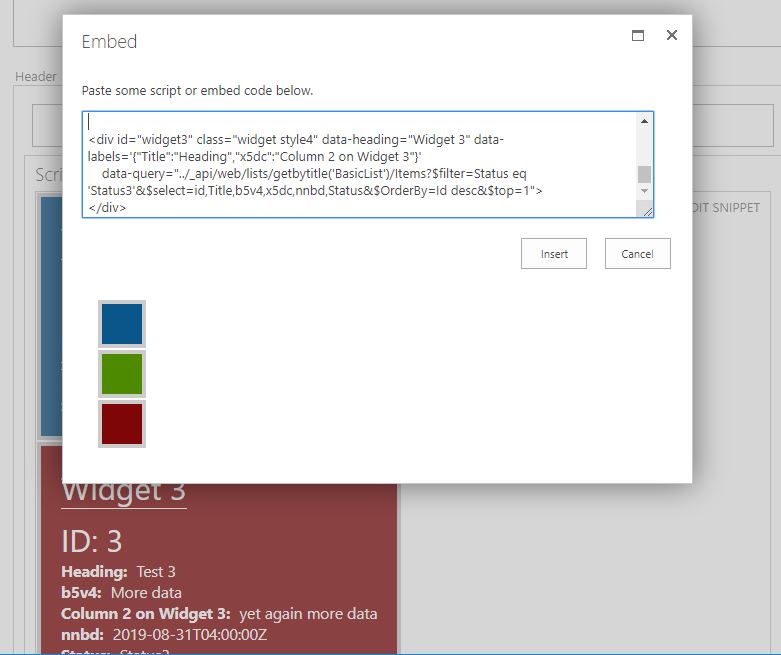 Embed
Header
Paste some script or embed code below.
<div id="widget3" class="widget style4" data-heading="Widget 3" data-
labels='{"Title":"Heading","x5dc":"Column 2 on Widget 3"}'
data-query="../_api/web/lists/getbytitle('BasicList')/Items?$filter=Status eq
'Status3'&$select=id,Title,b5v4,x5dc,nnbd,Status&$OrderBy=Id desc&$top=1">
</div>
DIT SNIPPET
Insert
Cancel
Widget 3
ID: 3
Heading: Test 3
b5v4: More data
Column 2 on Widget 3: yet again more data
nnbd: 2019-08-31T04:00:00Z
Status: Status3